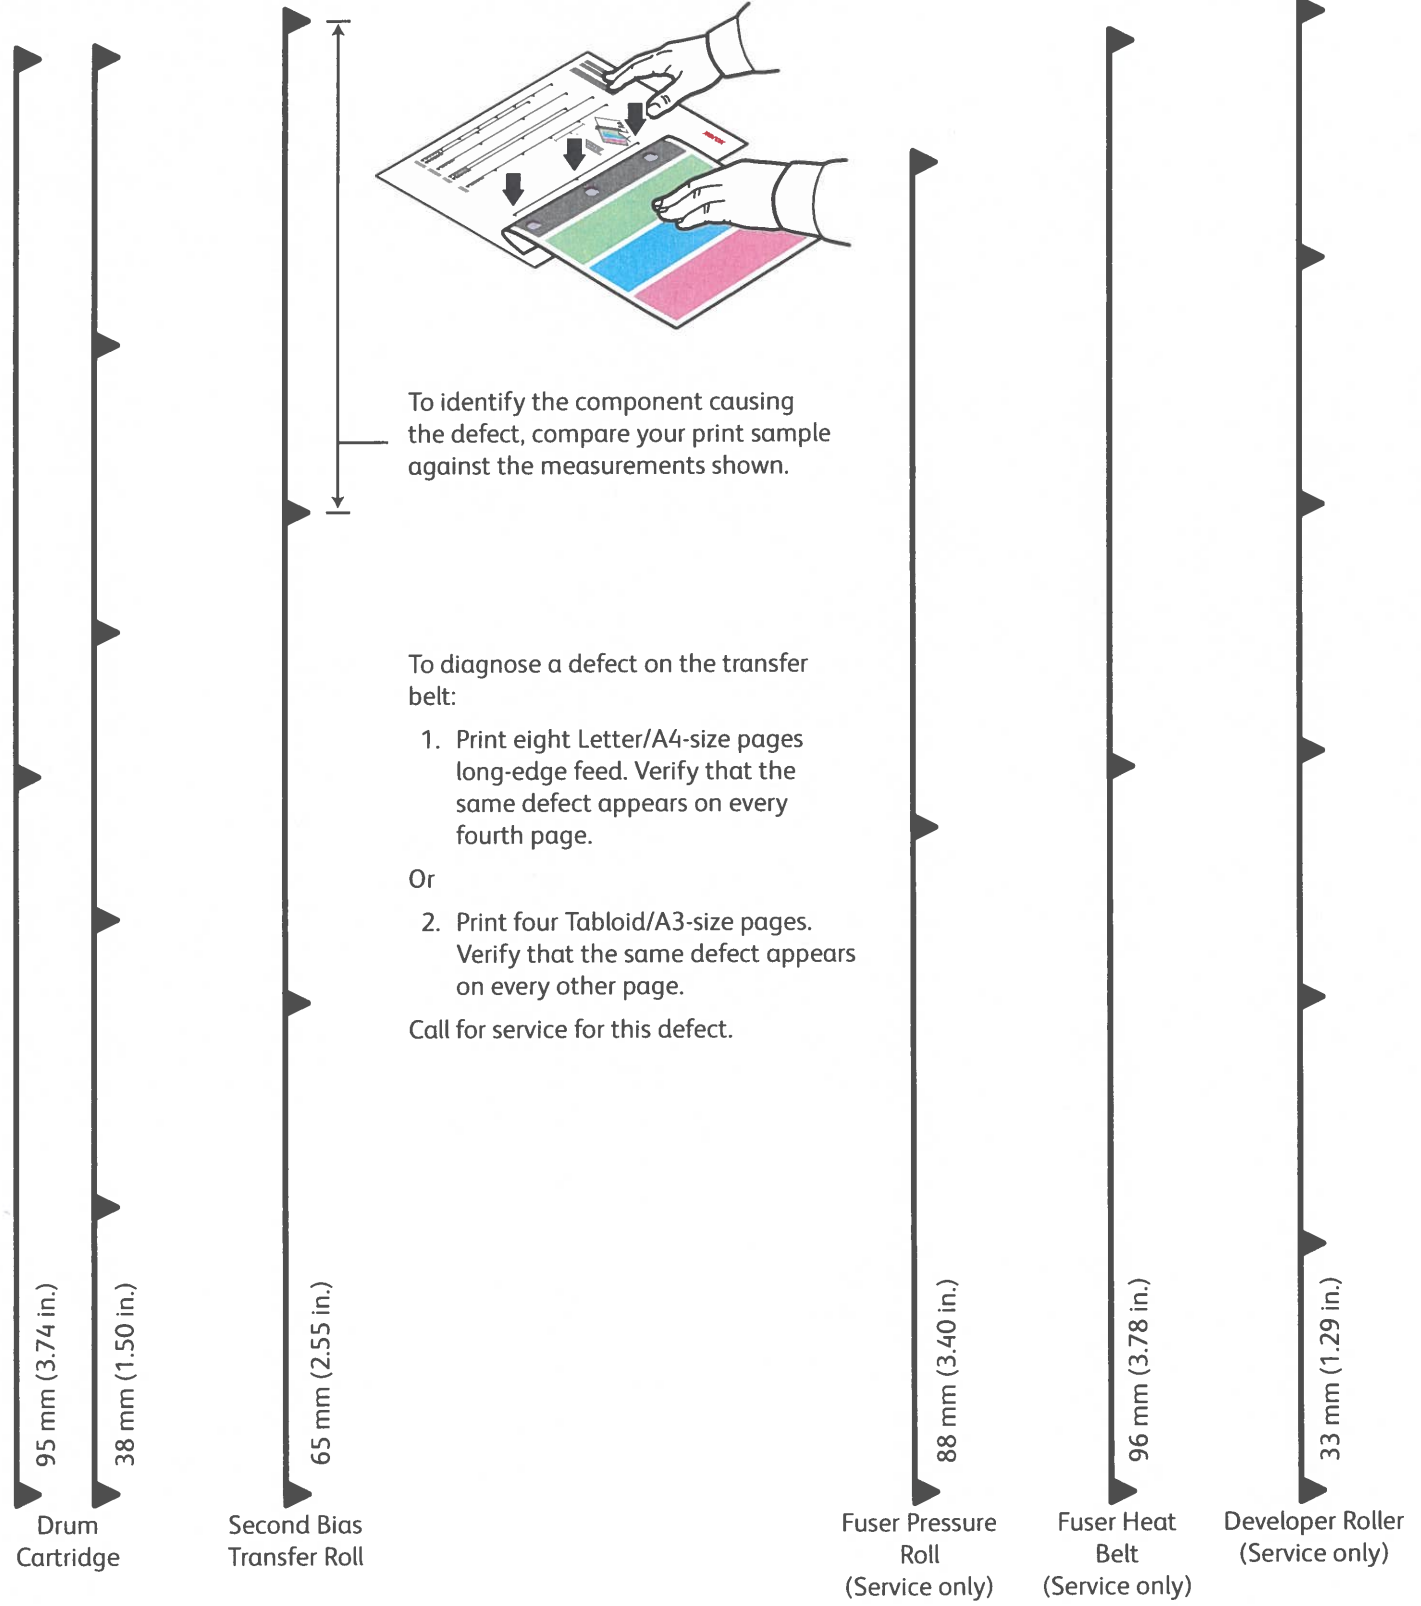 xerox
To identify the component causing
the defect, compare your print sample
against the measurements shown.
To diagnose a defect on the transfer
belt:
1. Print eight Letter/A4-size pages
long-edge feed. Verify that the
same defect appears on every
fourth page.
Or
2. Print four Tabloid/A3-size pages.
Verify that the same defect appears
on every other page.
Call for service for this defect.
95 mm (3.74 in.)
38 mm (1.50 in.)
65 mm (2.55 in.)
88 mm (3.40 in.)
96 mm (3.78 in.)
33 mm (1.29 in.)
Drum
Cartridge
Second Bias
Transfer Roll
Fuser Pressure
Roll
(Service only)
Fuser Heat
Belt
(Service only)
Developer Roller
(Service only)